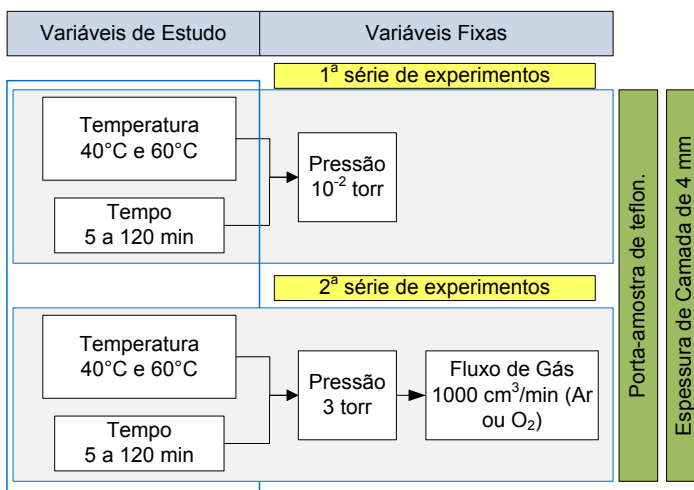 Variáveis de Estudo
Variáveis Fixas
1ª série de experimentos
Temperatura
40°C e 60°C
Tempo
5 a 120 min
Pressão
10⁻² torr
2ª série de experimentos
Temperatura
40°C e 60°C
Tempo
5 a 120 min
Pressão
3 torr
Fluxo de Gás
1000 cm³/min (Ar
ou O₂)
Porta-amostra de teflon.
Espessura de Camada de 4 mm